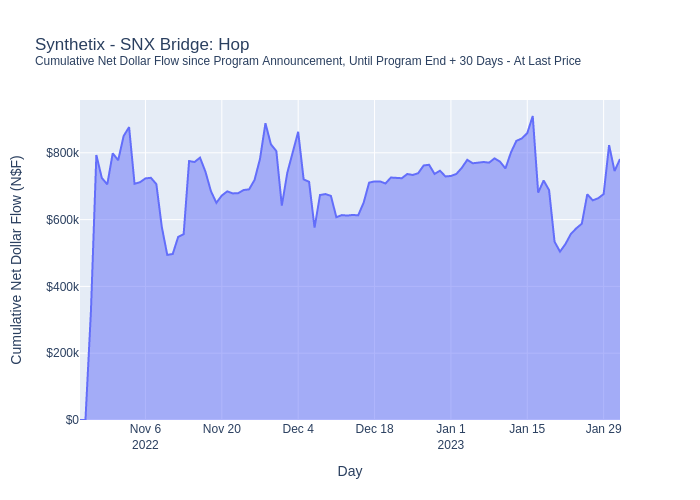 Synthetix - SNX Bridge: Hop
Cumulative Net Dollar Flow since Program Announcement, Until Program End + 30 Days - At Last Price
Cumulative Net Dollar Flow (N$F)
$800k
$600k
$400k
$200k
$0
Nov 6
2022
Nov 20
Dec 4
Dec 18
Jan 1
2023
Jan 15
Jan 29
Day